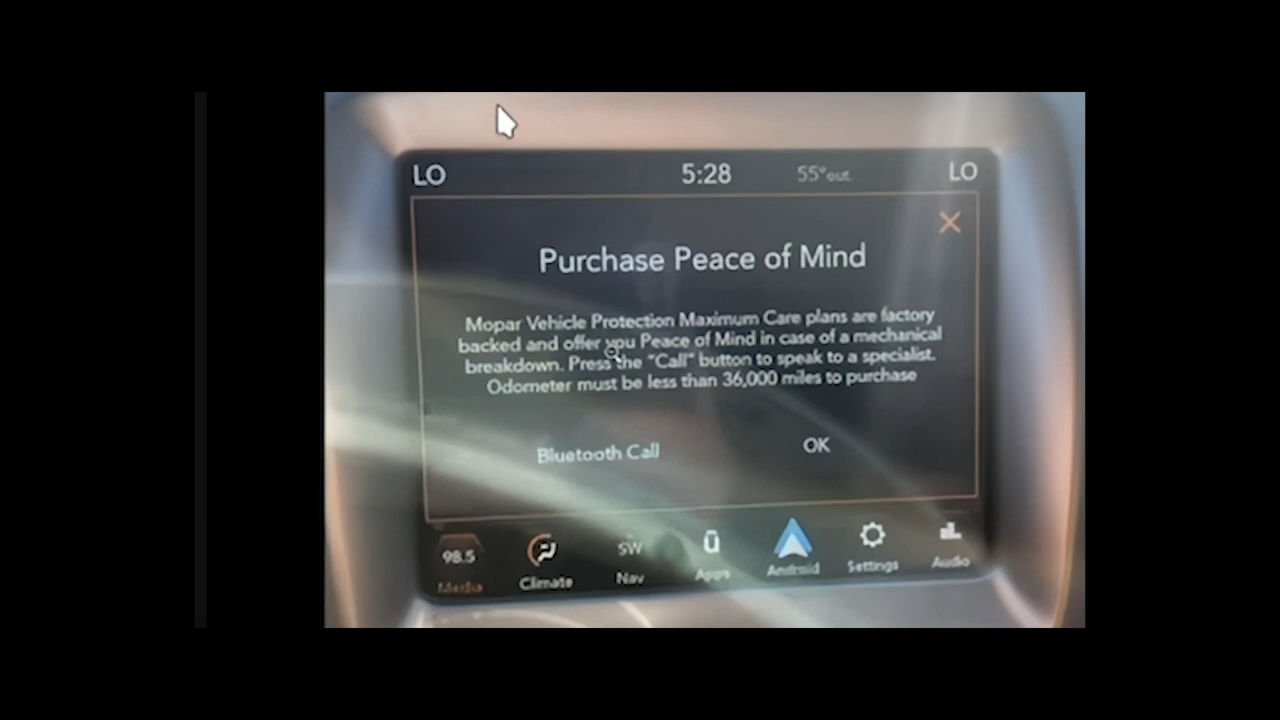 LO 5:28 55°out. LO
Purchase Peace of Mind
Mopar Vehicle Protection Maximum Care plans are factory
backed and offer you Peace of Mind in case of a mechanical
breakdown. Press the "Call" button to speak to a specialist.
Odometer must be less than 36,000 miles to purchase
Bluetooth Call OK
98.5 SW
Media Climate Nav Apps Android Settings Audio